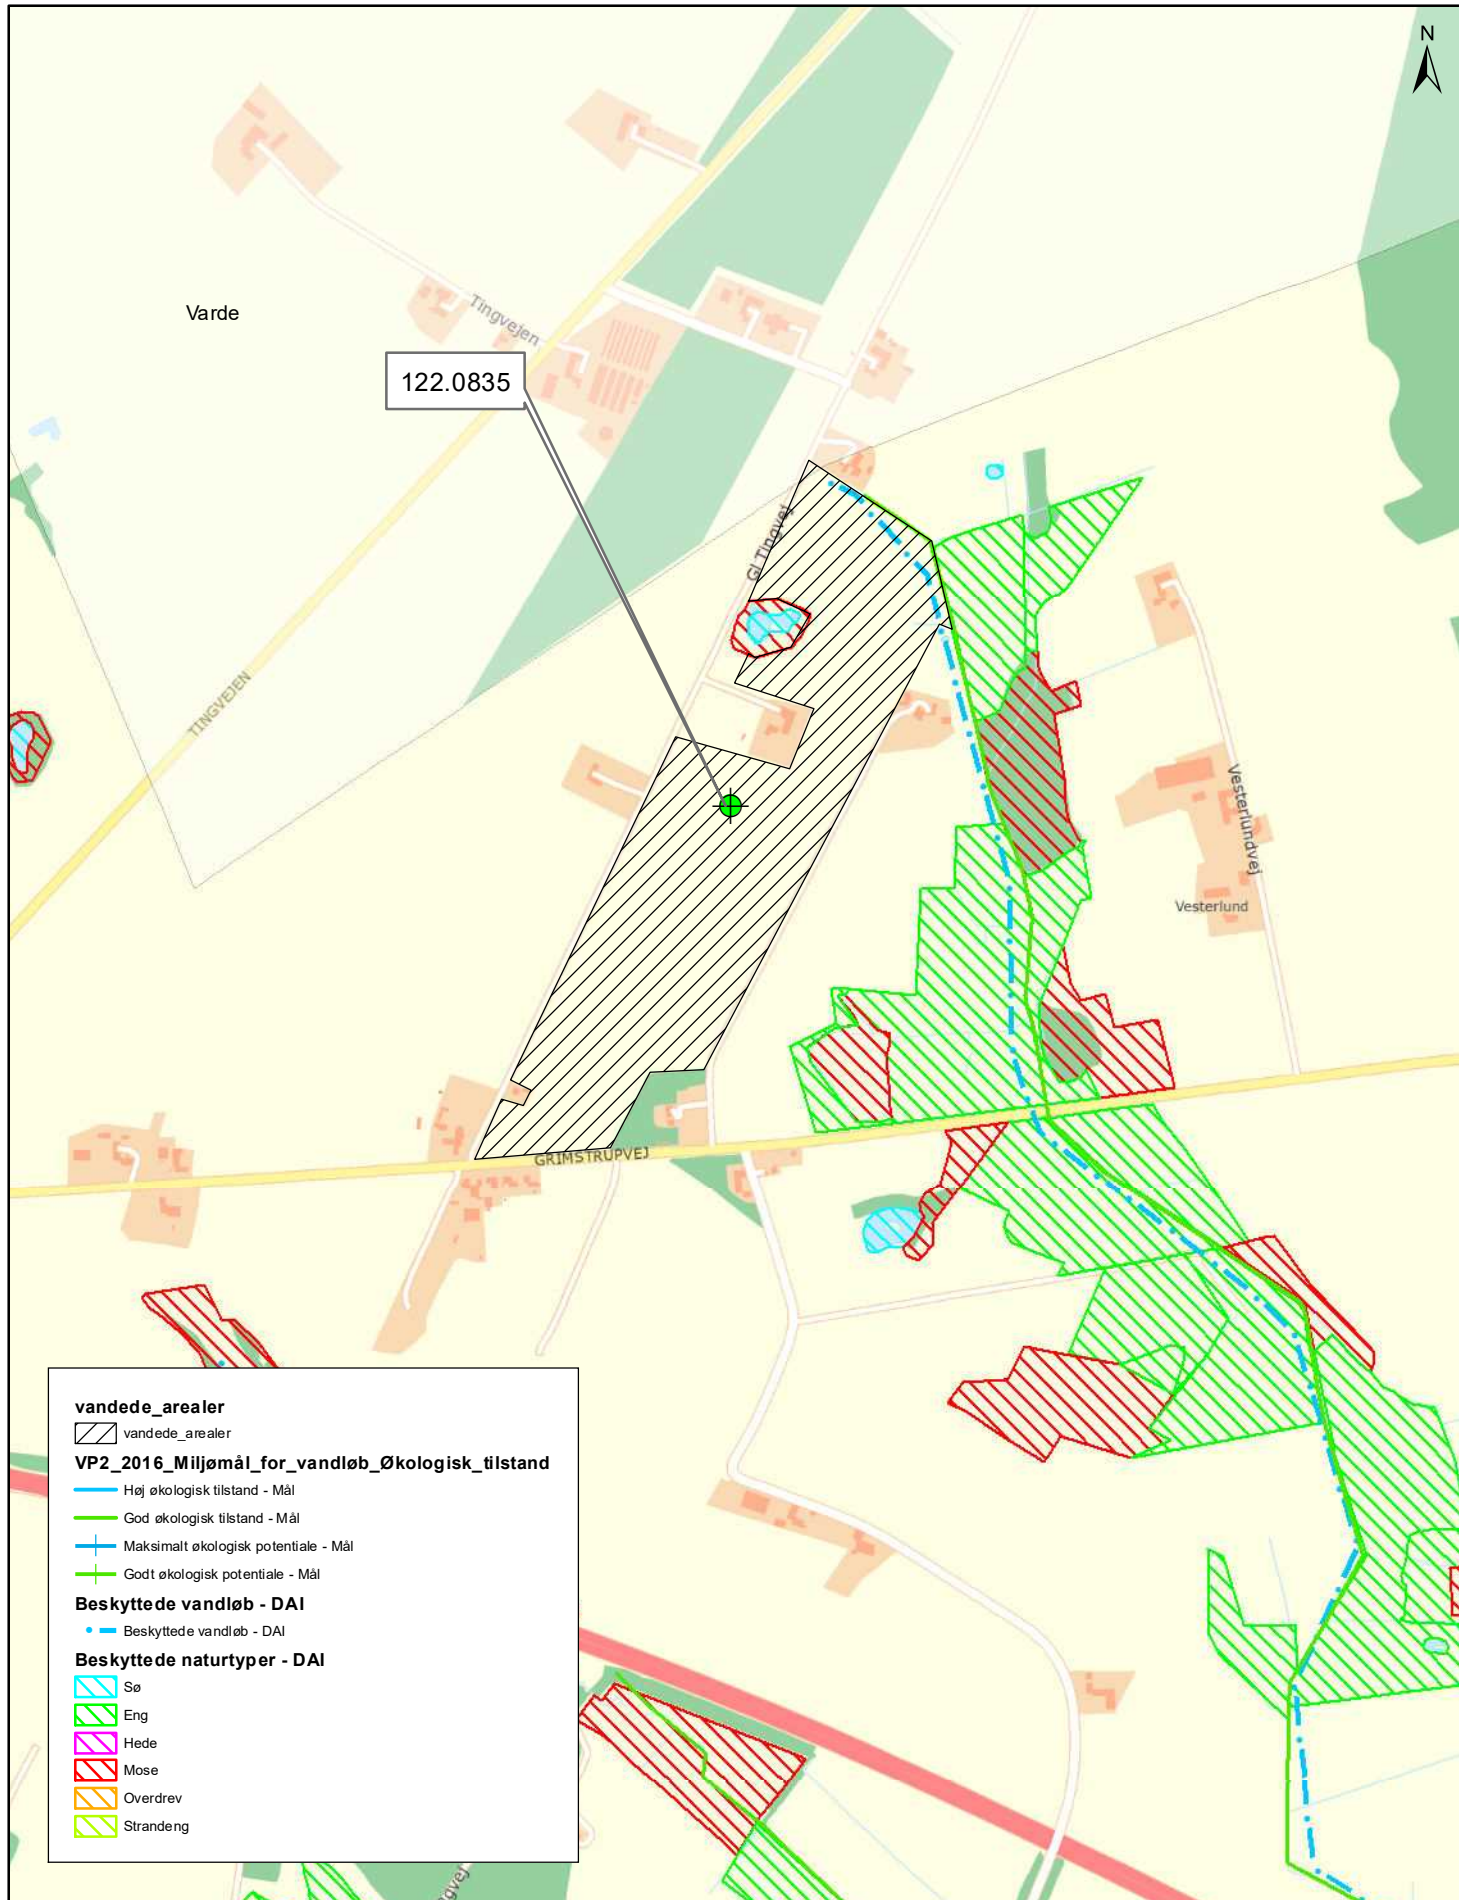 N
Varde
Tingvejen
122.0835
Gl Tingvej
TINGVEJEN
Vesterlundvej
Vesterlund
GRIMSTRUPVEJ
vandede_arealer
vandede_arealer
VP2_2016_Miljømål_for_vandløb_Økologisk_tilstand
Høj økologisk tilstand - Mål
God økologisk tilstand - Mål
Maksimalt økologisk potentiale - Mål
Godt økologisk potentiale - Mål
Beskyttede vandløb - DAI
Beskyttede vandløb - DAI
Beskyttede naturtyper - DAI
Sø
Eng
Hede
Mose
Overdrev
Strandeng